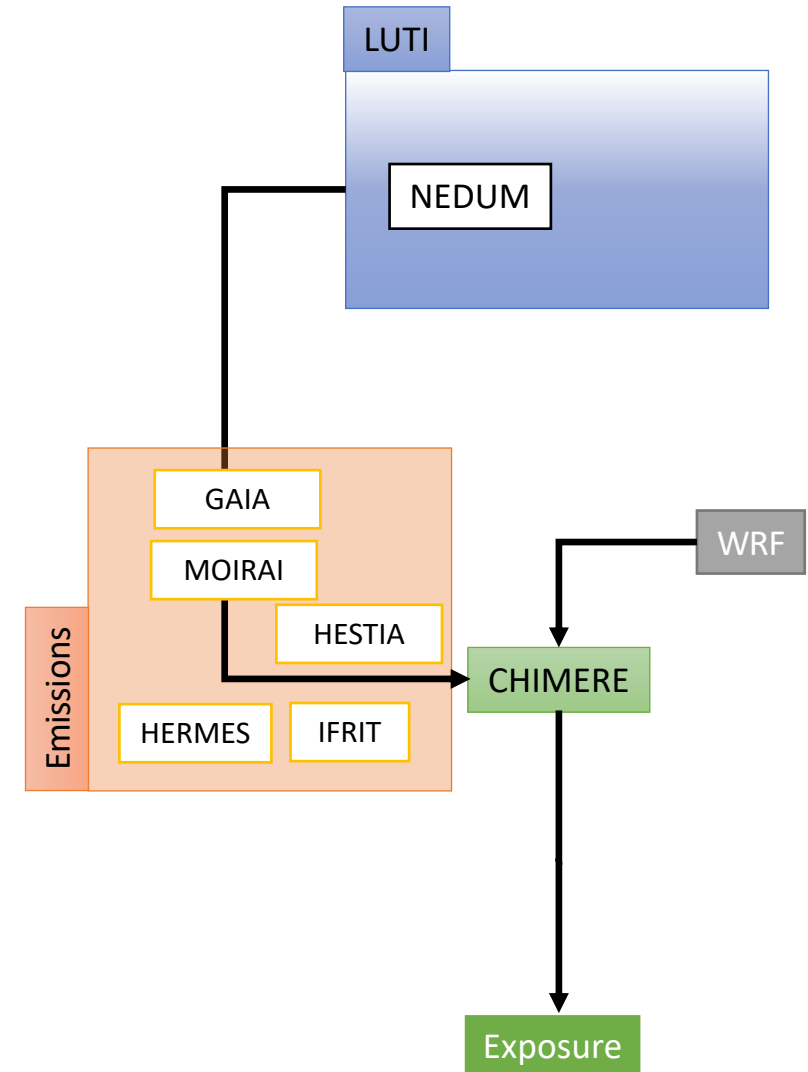 LUTI
NEDUM
GAIA
MOIRAI
WRF
HESTIA
Emissions
CHIMERE
HERMES
IFRIT
Exposure